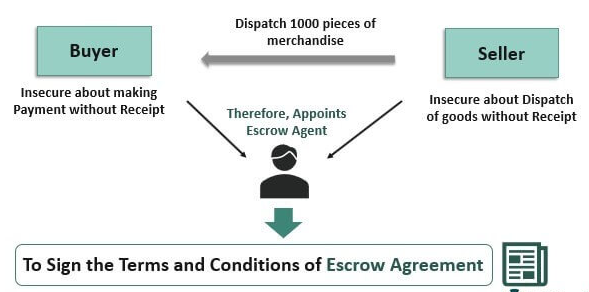 Dispatch 1000 pieces of
merchandise
Buyer
Seller
Insecure about making
Payment without Receipt
Insecure about Dispatch
of goods without Receipt
Therefore, Appoints
Escrow Agent
To Sign the Terms and Conditions of Escrow Agreement